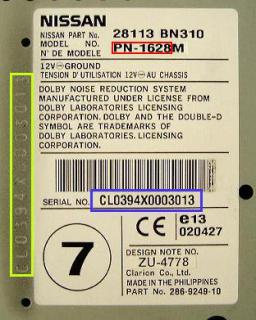 NISSAN
NISSAN PART No. 28113 BN310
MODEL NO. PN-1628M
N° DE MODELE
12V⎓GROUND
TENSION D'UTILISATION 12V⎓AU CHASSIS
DOLBY NOISE REDUCTION SYSTEM
MANUFACTURED UNDER LICENSE FROM
DOLBY LABORATORIES LICENSING
CORPORATION. DOLBY AND THE DOUBLE-D
SYMBOL ARE TRADEMARKS OF
DOLBY LABORATORIES. LICENSING
CORPORATION.
SERIAL NO. CL0394X0003013
7
CE e13
020427
DESIGN NOTE NO.
ZU-4778
Clarion Co., Ltd.
MADE IN THE PHILIPPINES
PART No. 286-9249-10
CL0394X0003013